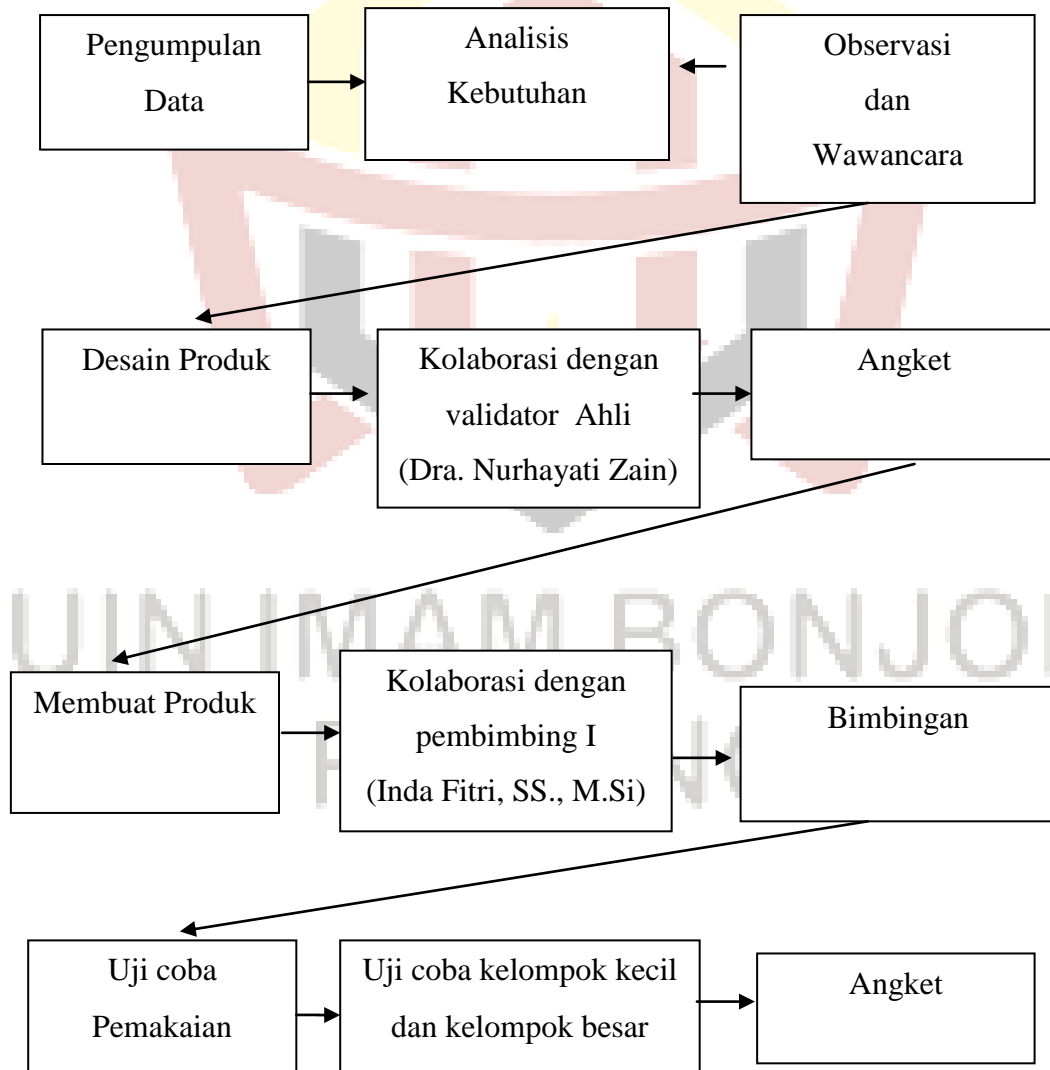 Pengumpulan
Data
Analisis
Kebutuhan
Observasi
dan
Wawancara
Desain Produk
Kolaborasi dengan
validator Ahli
(Dra. Nurhayati Zain)
Angket
UIN IMAM BONJOL
Membuat Produk
Kolaborasi dengan
pembimbing I
(Inda Fitri, SS., M.Si)
Bimbingan
Uji coba
Pemakaian
Uji coba kelompok kecil
dan kelompok besar
Angket